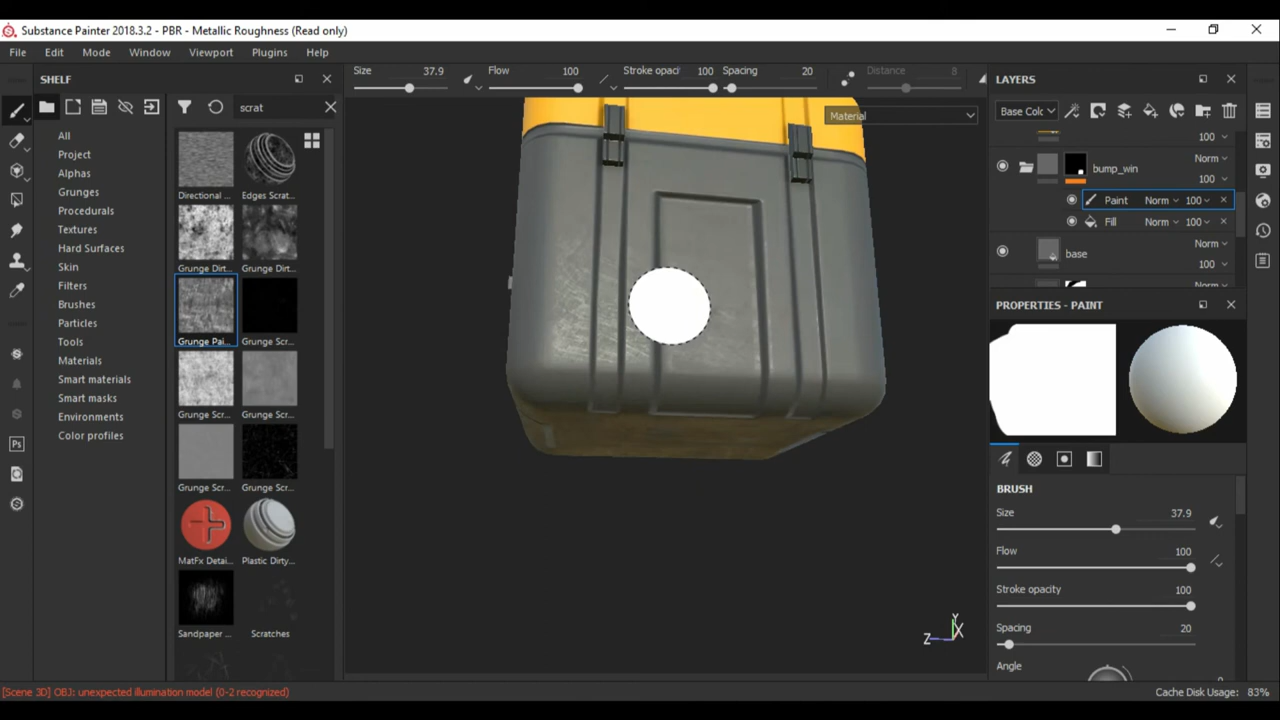 Substance Painter 2018.3.2 - PBR - Metallic Roughness (Read only)
File Edit Mode Window Viewport Plugins Help
SHELF
scrat
All
Project
Alphas
Grunges
Procedurals
Textures
Hard Surfaces
Skin
Filters
Brushes
Particles
Tools
Materials
Smart materials
Smart masks
Environments
Color profiles
Directional ... Edges Scrat...
Grunge Dirt... Grunge Dirt...
Grunge Pai... Grunge Scr...
Grunge Scr... Grunge Scr...
Grunge Scr... Grunge Scr...
MatFx Detai... Plastic Dirty...
Sandpaper ... Scratches
Size 37.9 Flow 100 Stroke opaci 100 Spacing 20 Distance 8
Material
Z Y X
LAYERS
Base Colo
100
bump_win Norm
100
Paint Norm 100
Fill Norm 100
base Norm
100
PROPERTIES - PAINT
BRUSH
Size 37.9
Flow 100
Stroke opacity 100
Spacing 20
Angle
[Scene 3D] OBJ: unexpected illumination model (0-2 recognized)
Cache Disk Usage: 83%